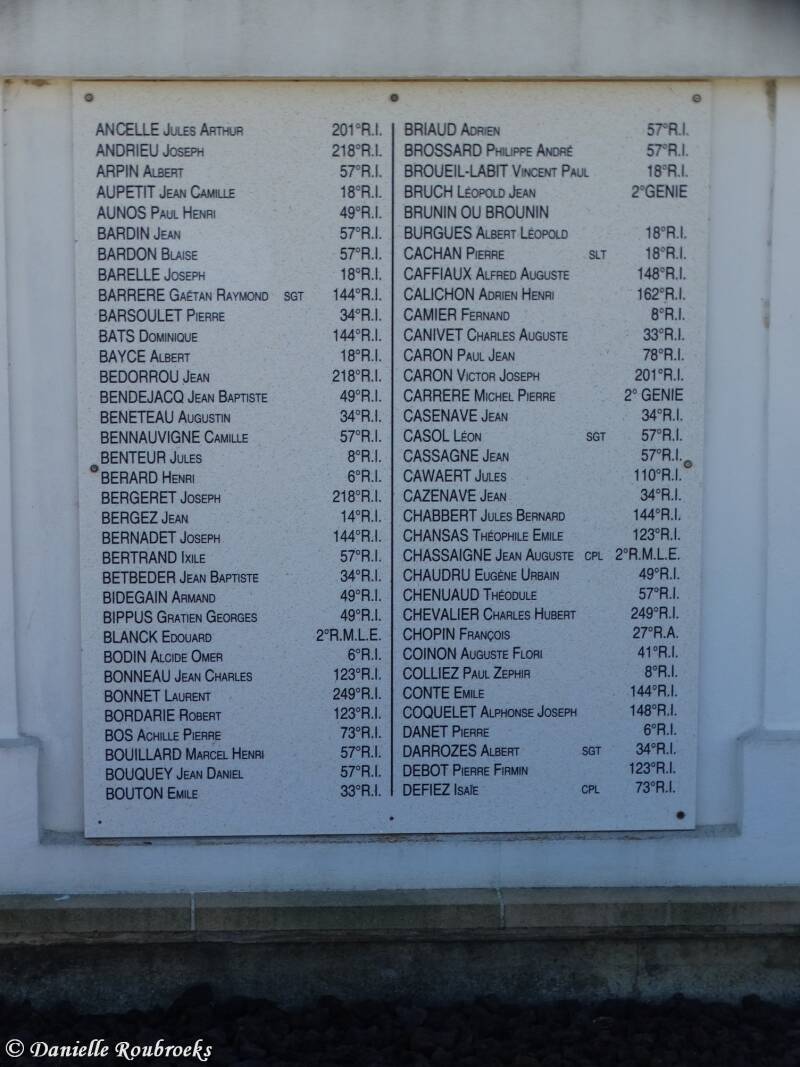 ANCELLE JULES ARTHUR 201°R.I.
ANDRIEU JOSEPH 218°R.I.
ARPIN ALBERT 57°R.I.
AUPETIT JEAN CAMILLE 18°R.I.
AUNOS PAUL HENRI 49°R.I.
BARDIN JEAN 57°R.I.
BARDON BLAISE 57°R.I.
BARELLE JOSEPH 18°R.I.
BARRERE GAËTAN RAYMOND SGT 144°R.I.
BARSOULET PIERRE 34°R.I.
BATS DOMINIQUE 144°R.I.
BAYCE ALBERT 18°R.I.
BEDORROU JEAN 218°R.I.
BENDEJACQ JEAN BAPTISTE 49°R.I.
BENETEAU AUGUSTIN 34°R.I.
BENNAUVIGNE CAMILLE 57°R.I.
BENTEUR JULES 8°R.I.
BERARD HENRI 6°R.I.
BERGERET JOSEPH 218°R.I.
BERGEZ JEAN 14°R.I.
BERNADET JOSEPH 144°R.I.
BERTRAND IXILE 57°R.I.
BETBEDER JEAN BAPTISTE 34°R.I.
BIDEGAIN ARMAND 49°R.I.
BIPPUS GRATIEN GEORGES 49°R.I.
BLANCK EDOUARD 2°R.M.L.E.
BODIN ALCIDE OMER 6°R.I.
BONNEAU JEAN CHARLES 123°R.I.
BONNET LAURENT 249°R.I.
BORDARIE ROBERT 123°R.I.
BOS ACHILLE PIERRE 73°R.I.
BOUILLARD MARCEL HENRI 57°R.I.
BOUQUEY JEAN DANIEL 57°R.I.
BOUTON EMILE 33°R.I.
BRIAUD ADRIEN 57°R.I.
BROSSARD PHILIPPE ANDRÉ 57°R.I.
BROUEIL-LABIT VINCENT PAUL 18°R.I.
BRUCH LÉOPOLD JEAN 2°GENIE
BRUNIN OU BROUNIN
BURGUES ALBERT LÉOPOLD 18°R.I.
CACHAN PIERRE SLT 18°R.I.
CAFFIAUX ALFRED AUGUSTE 148°R.I.
CALICHON ADRIEN HENRI 162°R.I.
CAMIER FERNAND 8°R.I.
CANIVET CHARLES AUGUSTE 33°R.I.
CARON PAUL JEAN 78°R.I.
CARON VICTOR JOSEPH 201°R.I.
CARRERE MICHEL PIERRE 2° GENIE
CASENAVE JEAN 34°R.I.
CASOL LÉON SGT 57°R.I.
CASSAGNE JEAN 57°R.I.
CAWAERT JULES 110°R.I.
CAZENAVE JEAN 34°R.I.
CHABBERT JULES BERNARD 144°R.I.
CHANSAS THÉOPHILE EMILE 123°R.I.
CHASSAIGNE JEAN AUGUSTE CPL 2°R.M.L.E.
CHAUDRU EUGÈNE URBAIN 49°R.I.
CHENUAUD THÉODULE 57°R.I.
CHEVALIER CHARLES HUBERT 249°R.I.
CHOPIN FRANÇOIS 27°R.A.
COINON AUGUSTE FLORI 41°R.I.
COLLIEZ PAUL ZEPHIR 8°R.I.
CONTE EMILE 144°R.I.
COQUELET ALPHONSE JOSEPH 148°R.I.
DANET PIERRE 6°R.I.
DARROZES ALBERT SGT 34°R.I.
DEBOT PIERRE FIRMIN 123°R.I.
DEFIEZ ISAÏE CPL 73°R.I.
© Danielle Roubroeks